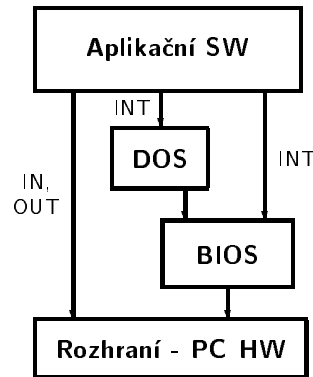 Aplikační SW
INT
DOS
INT
IN,
OUT
BIOS
Rozhraní - PC HW